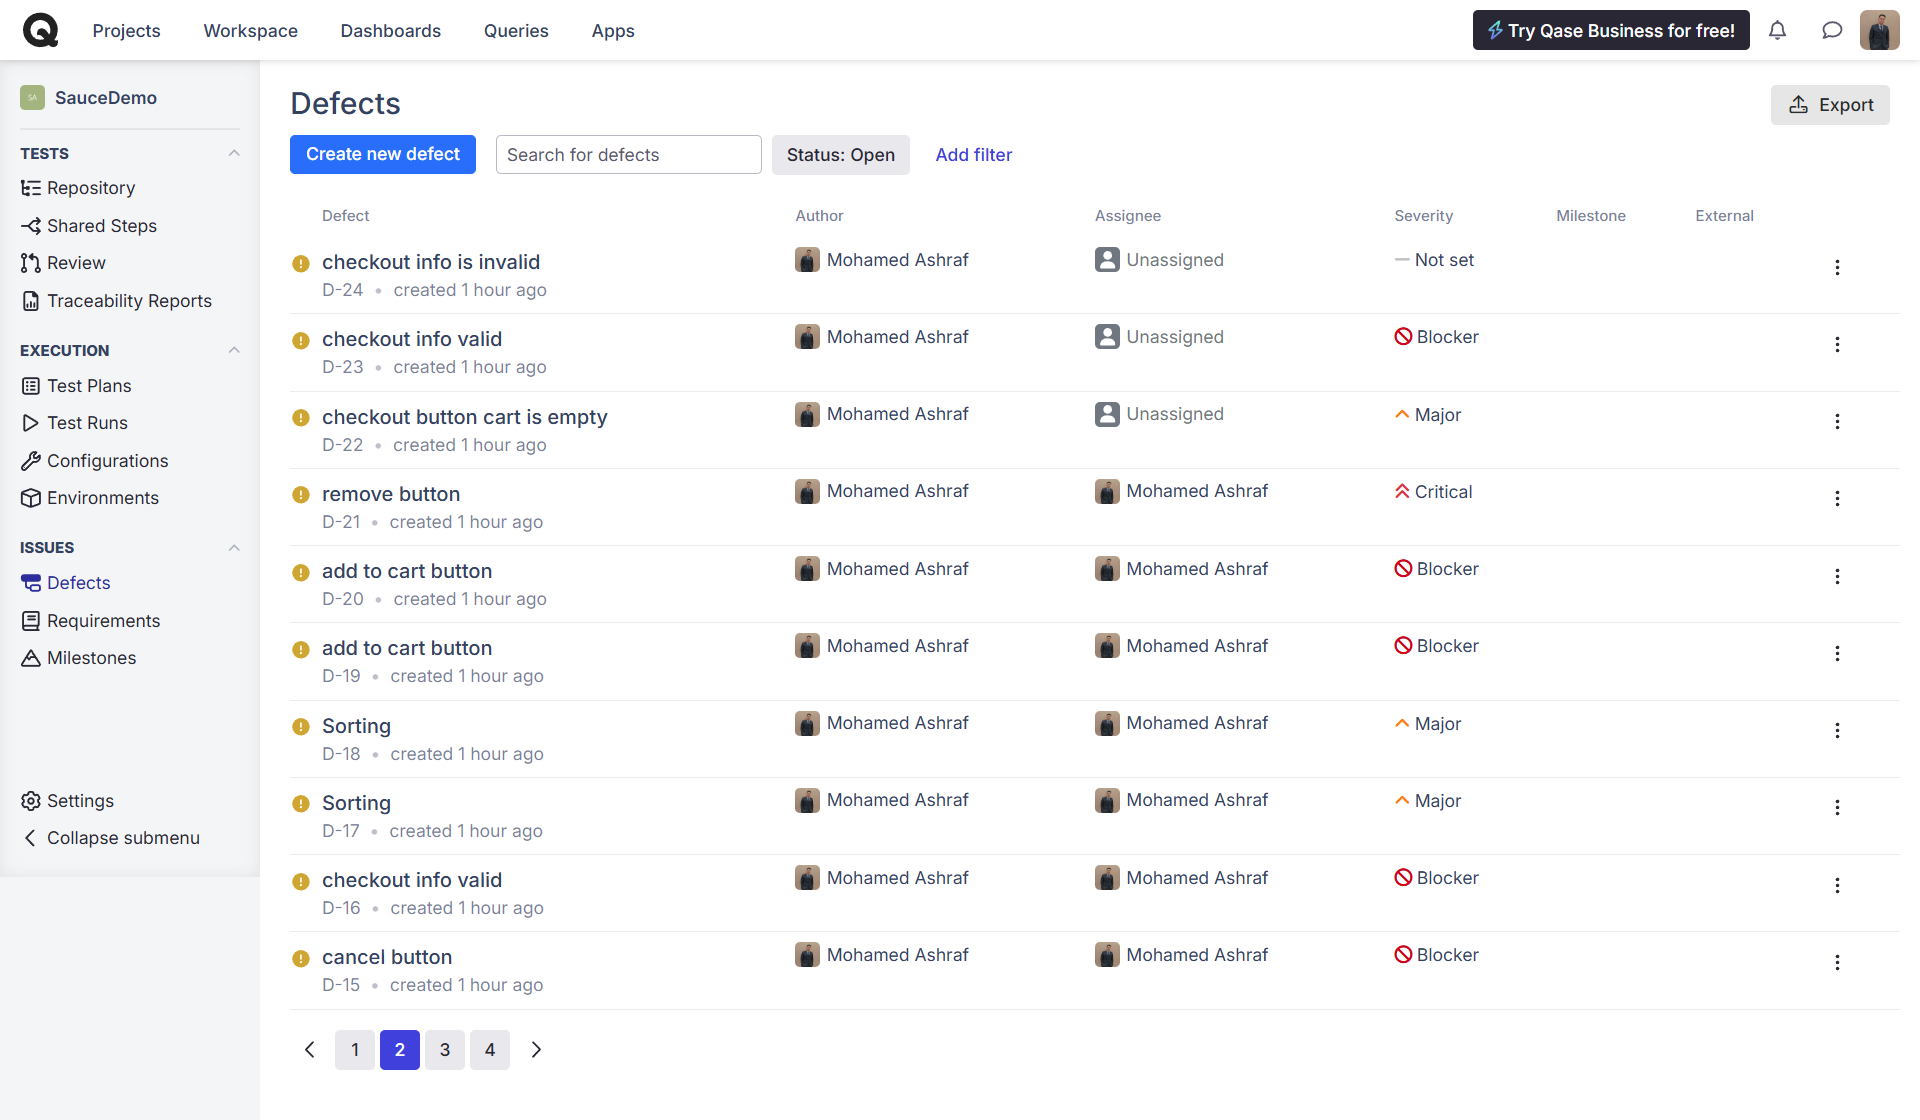 Projects
Workspace
Dashboards
Queries
Apps
Try Qase Business for free!
SA
SauceDemo
TESTS
Repository
Shared Steps
Review
Traceability Reports
EXECUTION
Test Plans
Test Runs
Configurations
Environments
ISSUES
Defects
Requirements
Milestones
Settings
Collapse submenu
Defects
Export
Create new defect
Search for defects
Status: Open
Add filter
Defect Author Assignee Severity Milestone External
checkout info is invalid Mohamed Ashraf Unassigned Not set
D-24 • created 1 hour ago
checkout info valid Mohamed Ashraf Unassigned Blocker
D-23 • created 1 hour ago
checkout button cart is empty Mohamed Ashraf Unassigned Major
D-22 • created 1 hour ago
remove button Mohamed Ashraf Mohamed Ashraf Critical
D-21 • created 1 hour ago
add to cart button Mohamed Ashraf Mohamed Ashraf Blocker
D-20 • created 1 hour ago
add to cart button Mohamed Ashraf Mohamed Ashraf Blocker
D-19 • created 1 hour ago
Sorting Mohamed Ashraf Mohamed Ashraf Major
D-18 • created 1 hour ago
Sorting Mohamed Ashraf Mohamed Ashraf Major
D-17 • created 1 hour ago
checkout info valid Mohamed Ashraf Mohamed Ashraf Blocker
D-16 • created 1 hour ago
cancel button Mohamed Ashraf Mohamed Ashraf Blocker
D-15 • created 1 hour ago
1 2 3 4